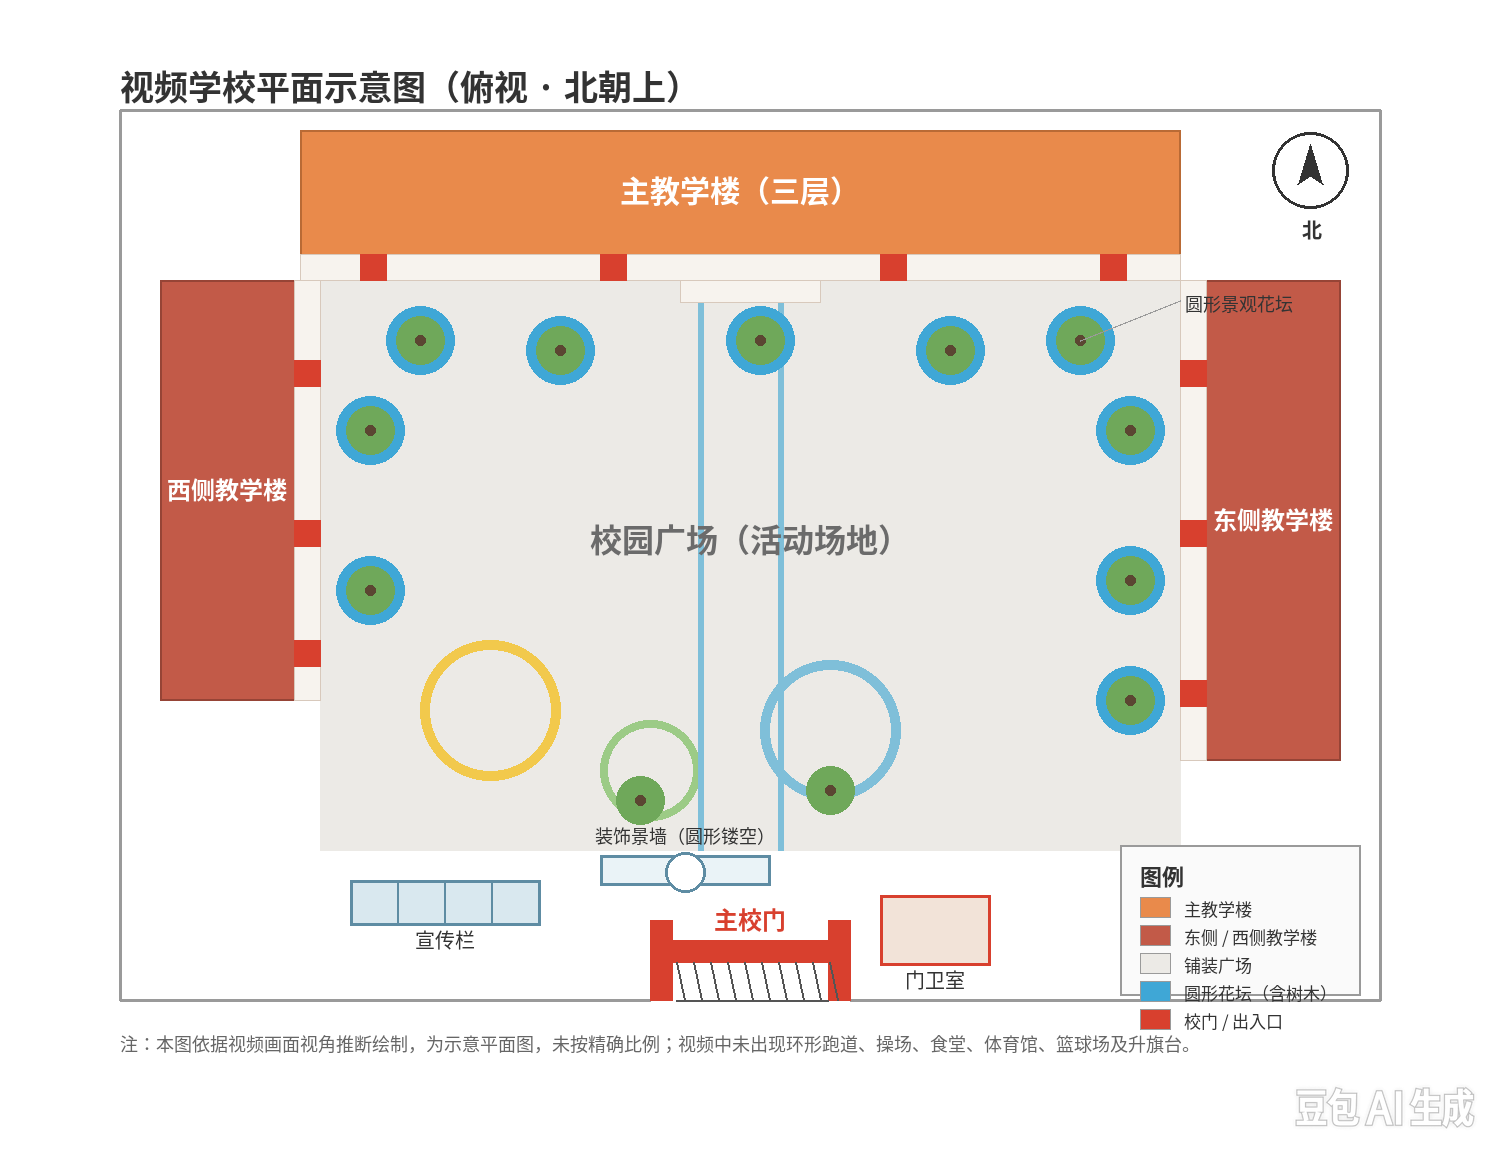 视频学校平面示意图（俯视 · 北朝上）
主教学楼（三层）
北
圆形景观花坛
西侧教学楼
东侧教学楼
校园广场（活动场地）
装饰景墙（圆形镂空）
宣传栏
主校门
门卫室
图例
主教学楼
东侧 / 西侧教学楼
铺装广场
圆形花坛（含树木）
校门 / 出入口
注：本图依据视频画面视角推断绘制，为示意平面图，未按精确比例；视频中未出现环形跑道、操场、食堂、体育馆、篮球场及升旗台。
豆包 AI 生成